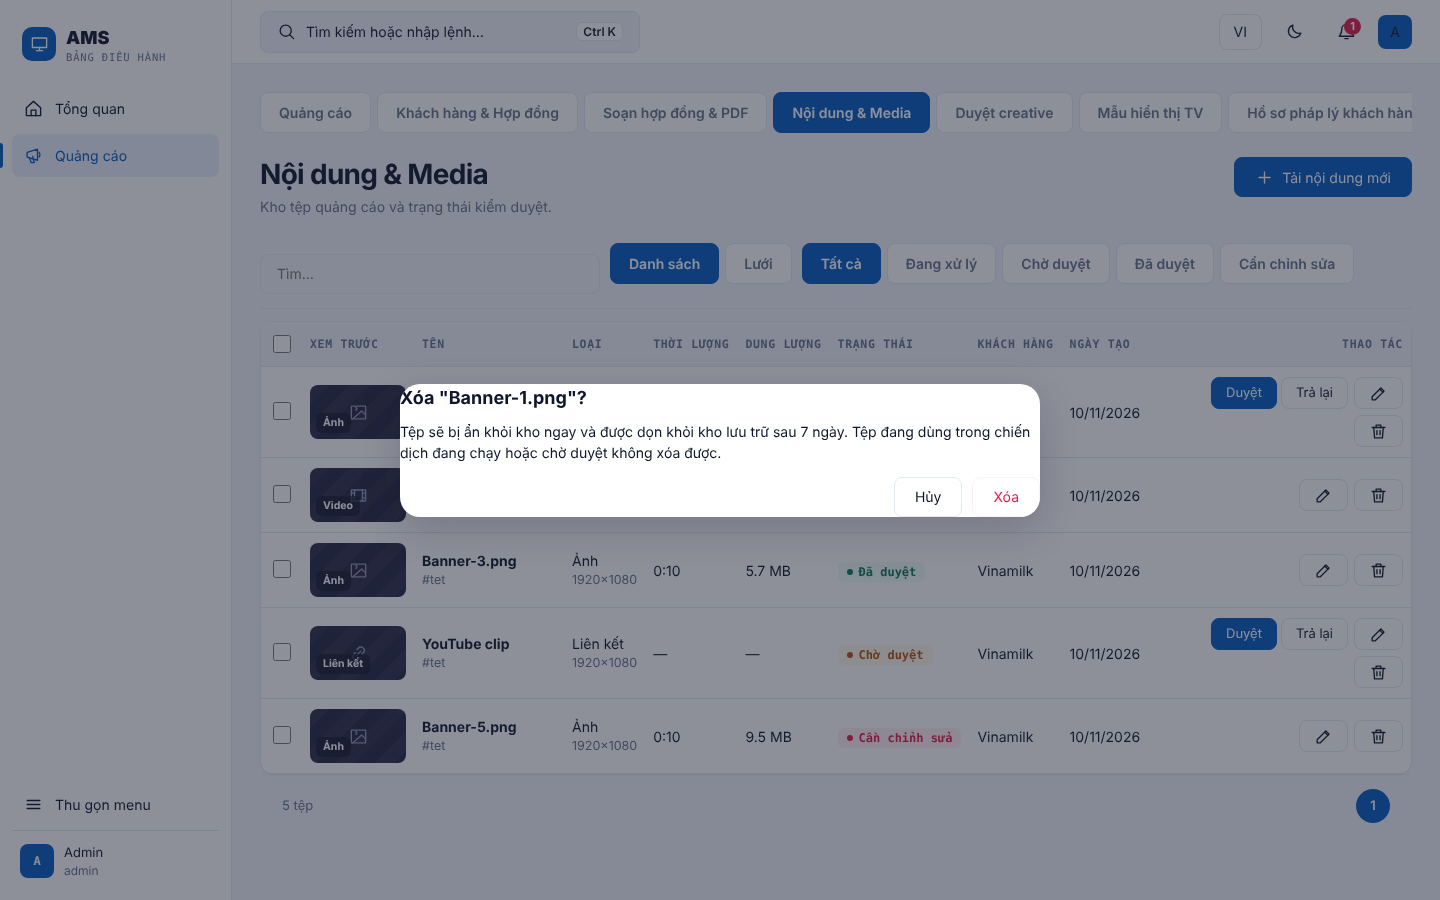 AMS
BẢNG ĐIỀU HÀNH
Tổng quan
Quảng cáo
Thu gọn menu
A
Admin
admin
Tìm kiếm hoặc nhập lệnh...
Ctrl K
VI
1
A
Quảng cáo
Khách hàng & Hợp đồng
Soạn hợp đồng & PDF
Nội dung & Media
Duyệt creative
Mẫu hiển thị TV
Hồ sơ pháp lý khách hàn
Nội dung & Media
Kho tệp quảng cáo và trạng thái kiểm duyệt.
Tải nội dung mới
Tìm...
Danh sách
Lưới
Tất cả
Đang xử lý
Chờ duyệt
Đã duyệt
Cần chỉnh sửa
XEM TRƯỚC
TÊN
LOẠI
THỜI LƯỢNG
DUNG LƯỢNG
TRẠNG THÁI
KHÁCH HÀNG
NGÀY TẠO
THAO TÁC
Ảnh
10/11/2026
Duyệt
Trả lại
Xóa "Banner-1.png"?
Tệp sẽ bị ẩn khỏi kho ngay và được dọn khỏi kho lưu trữ sau 7 ngày. Tệp đang dùng trong chiến
dịch đang chạy hoặc chờ duyệt không xóa được.
Hủy
Xóa
Video
10/11/2026
Ảnh
Banner-3.png
#tet
Ảnh
1920×1080
0:10
5.7 MB
Đã duyệt
Vinamilk
10/11/2026
Liên kết
YouTube clip
#tet
Liên kết
1920×1080
—
—
Chờ duyệt
Vinamilk
10/11/2026
Duyệt
Trả lại
Ảnh
Banner-5.png
#tet
Ảnh
1920×1080
0:10
9.5 MB
Cần chỉnh sửa
Vinamilk
10/11/2026
5 tệp
1